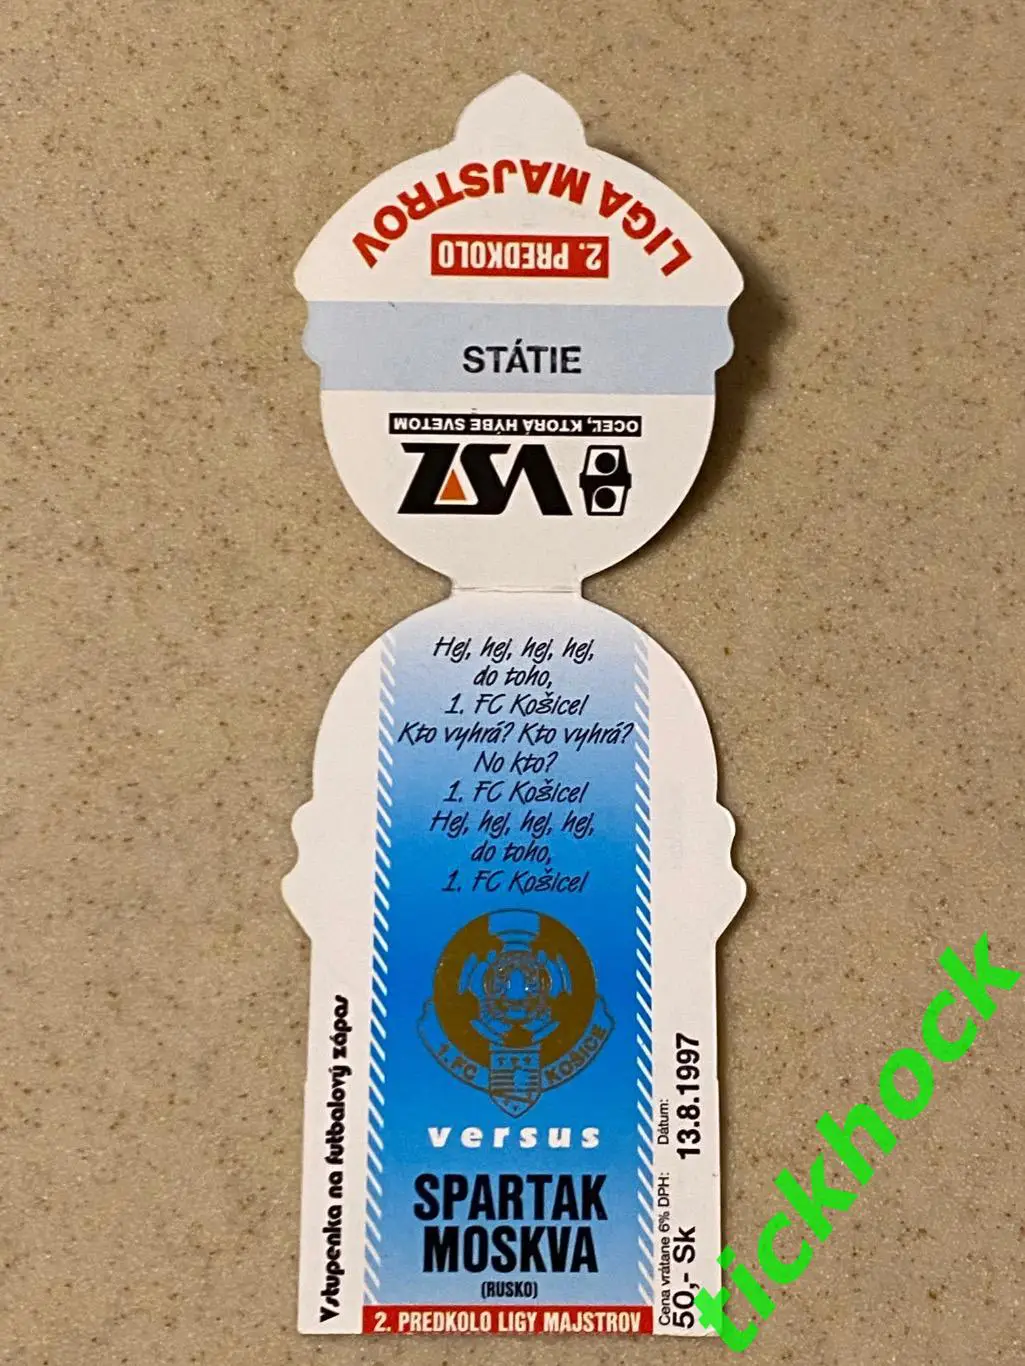 LIGA MAJSTROV
2. PREDKOLO
STÁTIE
OCEL, KTORÁ HÝBE SVETOM
VSŽ
Hej, hej, hej, hej,
do toho,
1. FC Košice!
Kto vyhrá? Kto vyhrá?
No kto?
1. FC Košice!
Hej, hej, hej, hej,
do toho,
1. FC Košice!
1. FC KOŠICE
versus
SPARTAK
MOSKVA
(RUSKO)
2. PREDKOLO LIGY MAJSTROV
Vstupenka na futbalový zápas
Cena vrátane 6% DPH:
50,- Sk
Dátum:
13.8.1997
tickhock